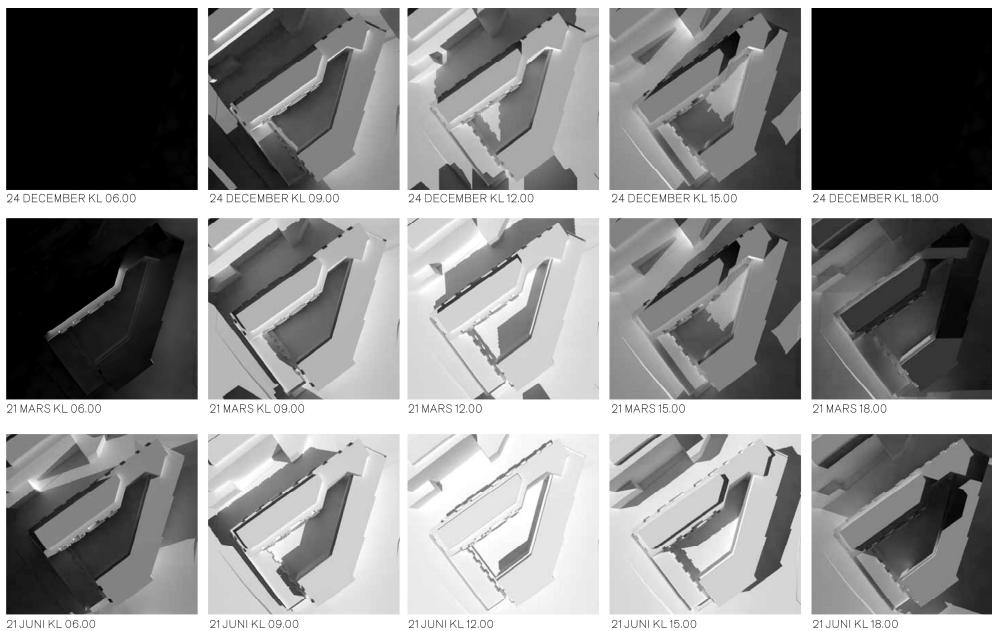 24 DECEMBER KL 06.00
24 DECEMBER KL 09.00
24 DECEMBER KL 12.00
24 DECEMBER KL 15.00
24 DECEMBER KL 18.00
21 MARS KL 06.00
21 MARS KL 09.00
21 MARS 12.00
21 MARS 15.00
21 MARS 18.00
21 JUNI KL 06.00
21 JUNI KL 09.00
21 JUNI KL 12.00
21 JUNI KL 15.00
21 JUNI KL 18.00